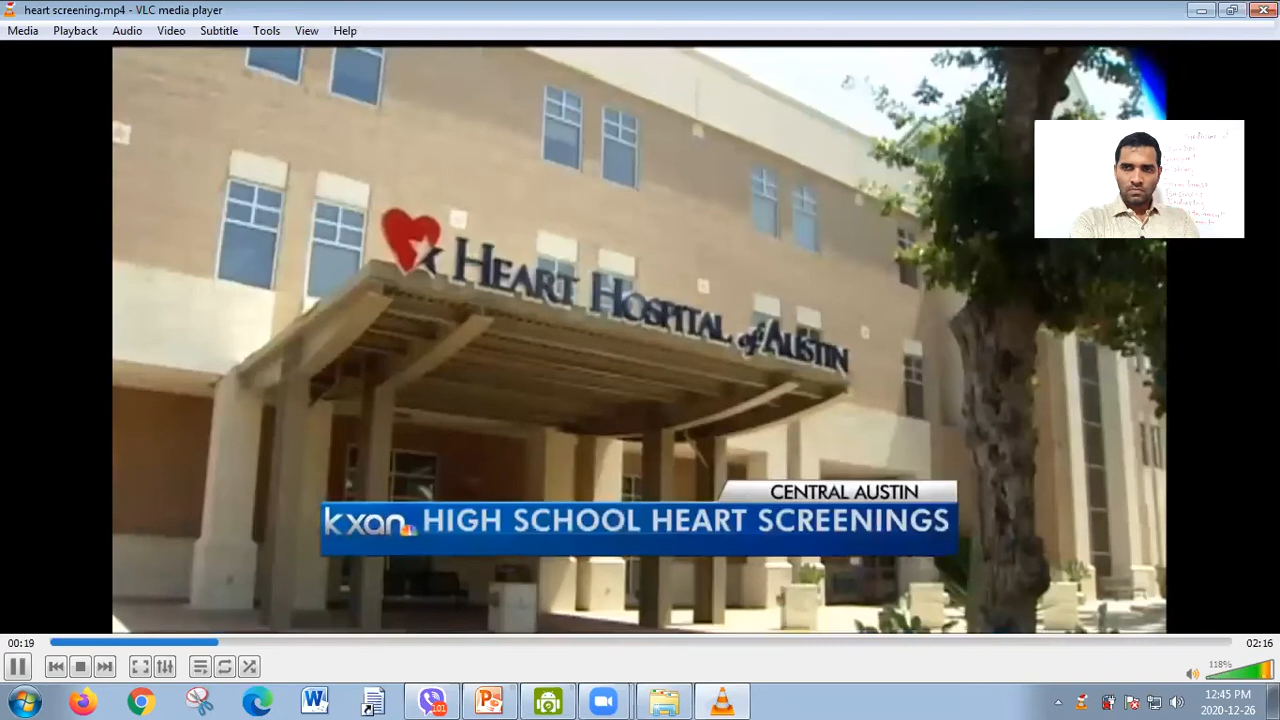 heart screening.mp4 - VLC media player
Media Playback Audio Video Subtitle Tools View Help
HEART HOSPITAL of AUSTIN
CENTRAL AUSTIN
kxan HIGH SCHOOL HEART SCREENINGS
00:19
02:16
118%
101
12:45 PM
2020-12-26